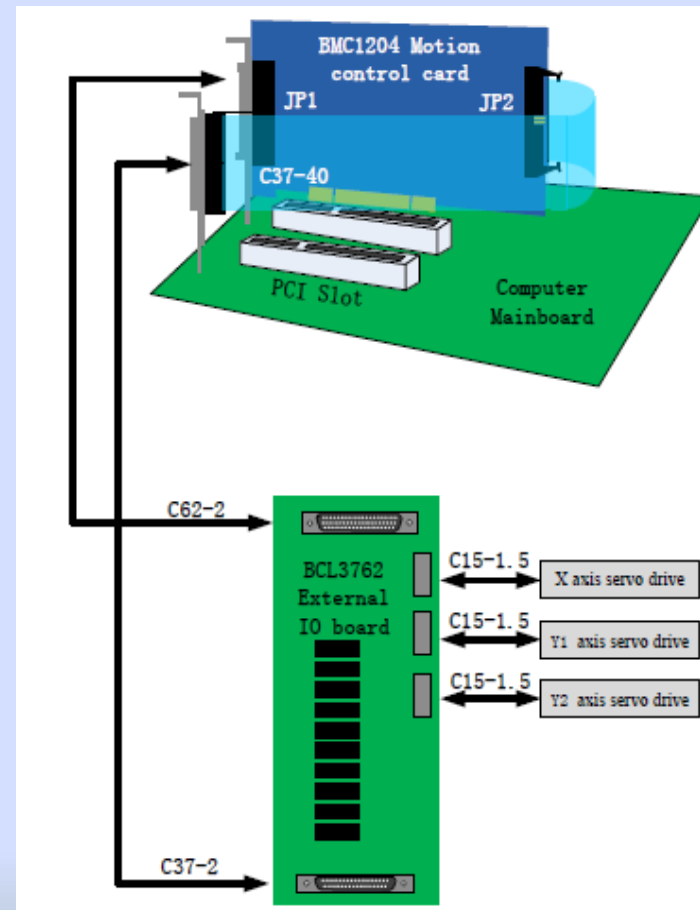 BMC1204 Motion
control card
JP1
JP2
C37-40
PCI Slot
Computer
Mainboard
C62-2
BCL3762
External
IO board
C15-1.5
X axis servo drive
C15-1.5
Y1 axis servo drive
C15-1.5
Y2 axis servo drive
C37-2